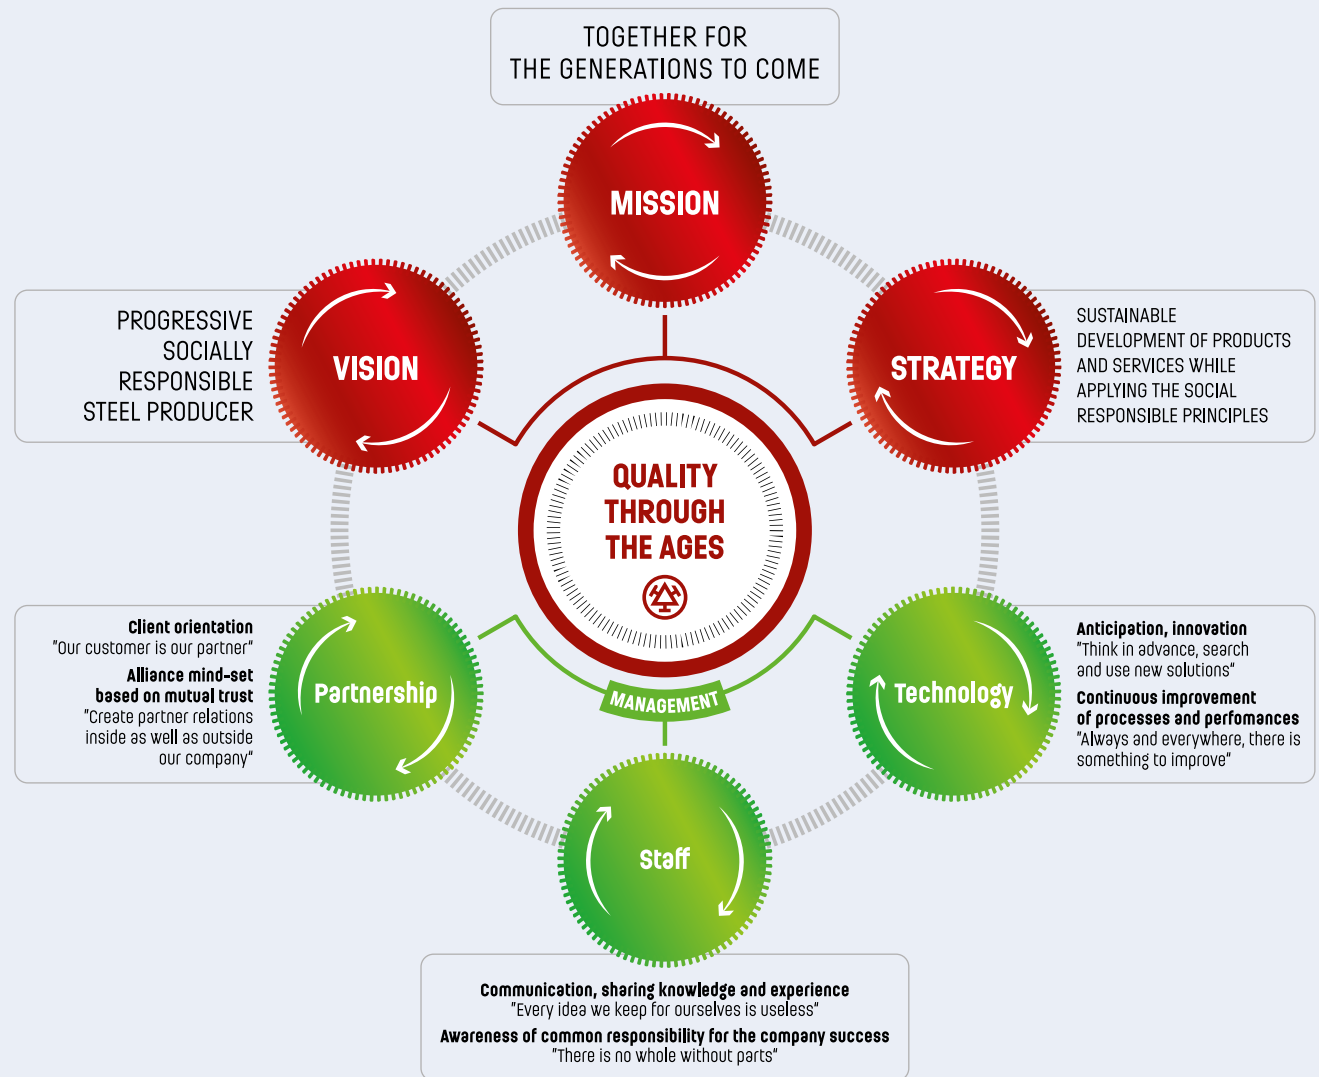 TOGETHER FOR
THE GENERATIONS TO COME
MISSION
VISION
PROGRESSIVE
SOCIALLY
RESPONSIBLE
STEEL PRODUCER
STRATEGY
SUSTAINABLE
DEVELOPMENT OF PRODUCTS
AND SERVICES WHILE
APPLYING THE SOCIAL
RESPONSIBLE PRINCIPLES
QUALITY
THROUGH
THE AGES
MANAGEMENT
Partnership
Client orientation
"Our customer is our partner“
Alliance mind-set
based on mutual trust
"Create partner relations
inside as well as outside
our company“
Technology
Anticipation, innovation
"Think in advance, search
and use new solutions“
Continuous improvement
of processes and perfomances
"Always and everywhere, there is
something to improve“
Staff
Communication, sharing knowledge and experience
"Every idea we keep for ourselves is useless“
Awareness of common responsibility for the company success
"There is no whole without parts“